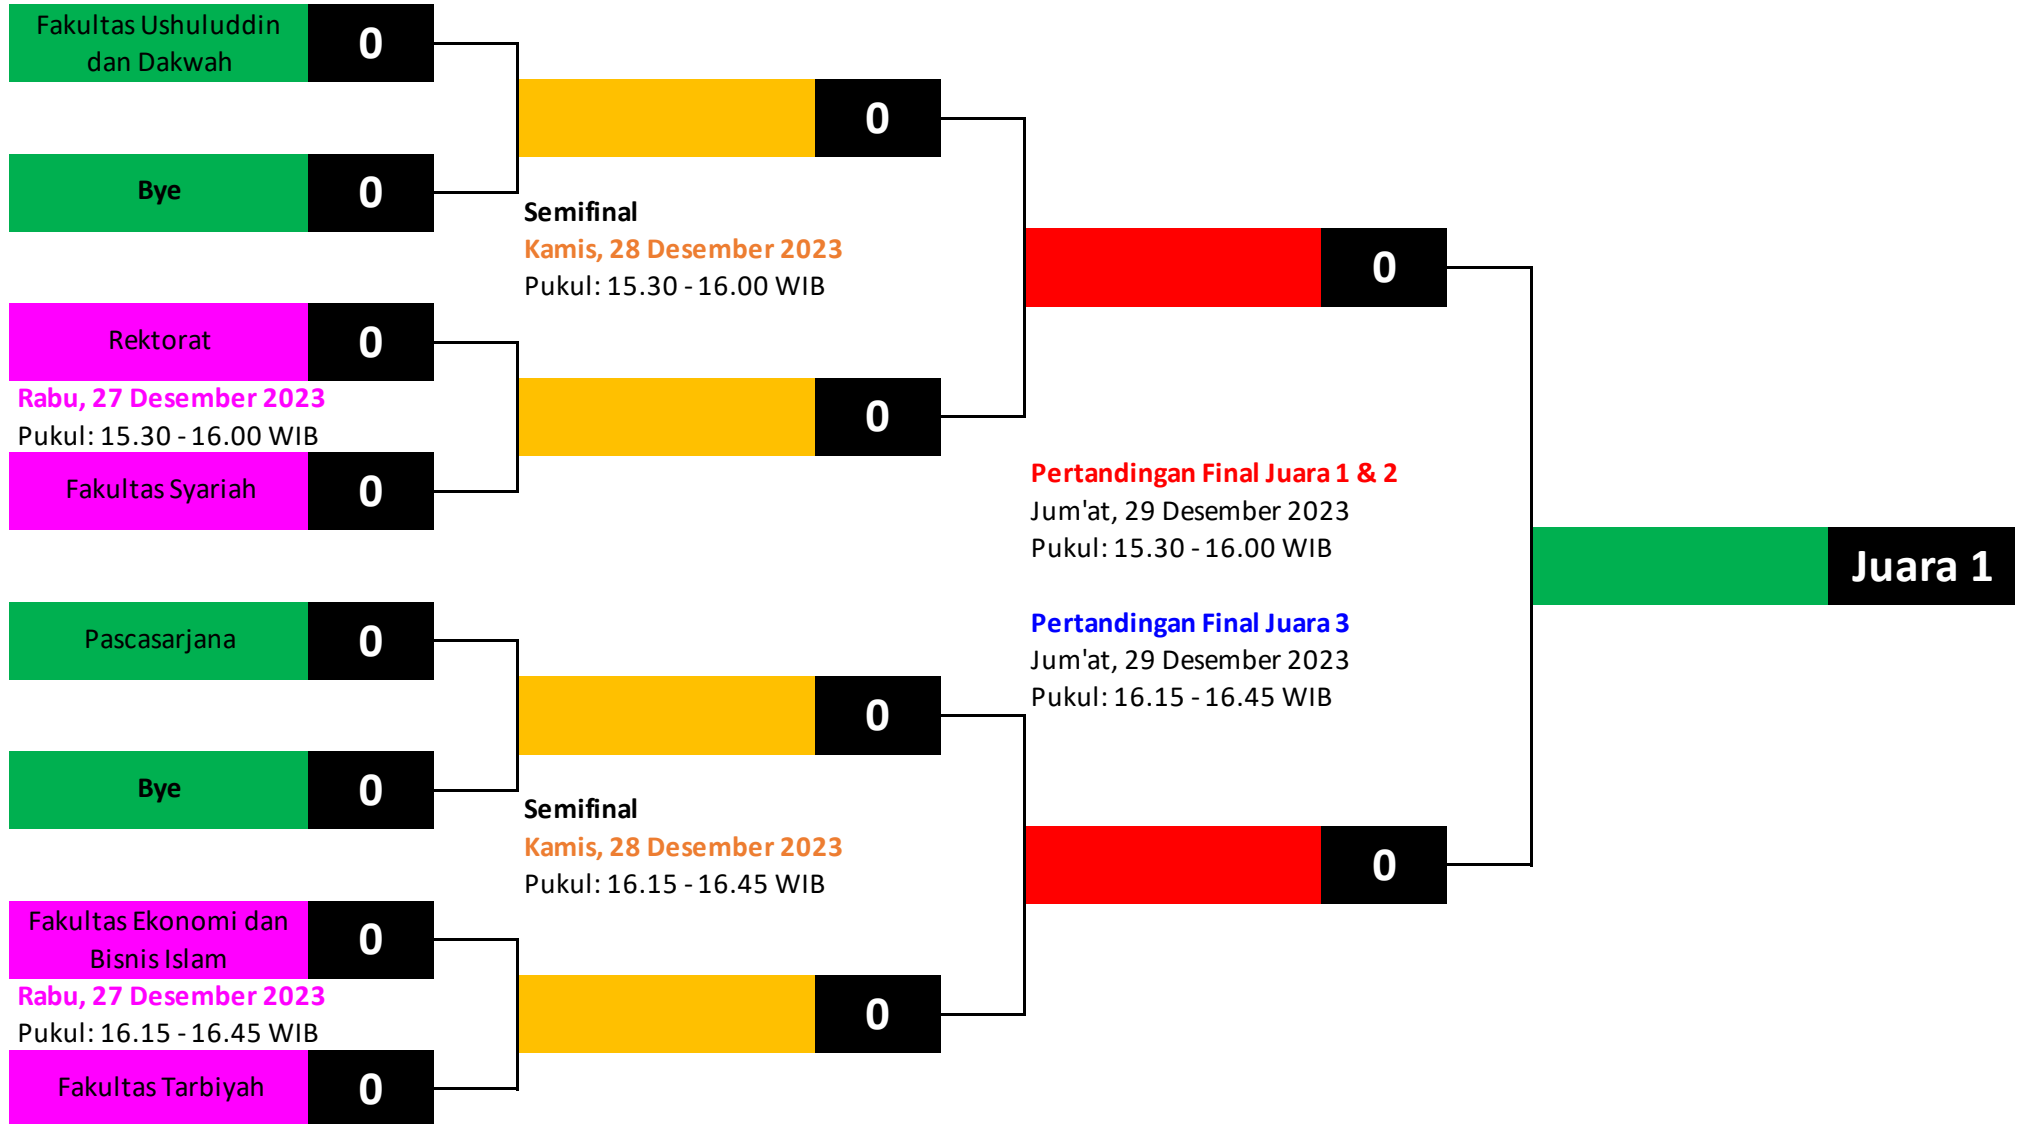 Fakultas Ushuluddin
dan Dakwah
0
Bye
0
Rektorat
0
Rabu, 27 Desember 2023
Pukul: 15.30 - 16.00 WIB
Fakultas Syariah
0
Pascasarjana
0
Bye
0
Fakultas Ekonomi dan
Bisnis Islam
0
Rabu, 27 Desember 2023
Pukul: 16.15 - 16.45 WIB
Fakultas Tarbiyah
0
0
Semifinal
Kamis, 28 Desember 2023
Pukul: 15.30 - 16.00 WIB
0
0
Semifinal
Kamis, 28 Desember 2023
Pukul: 16.15 - 16.45 WIB
0
0
Pertandingan Final Juara 1 & 2
Jum'at, 29 Desember 2023
Pukul: 15.30 - 16.00 WIB
Pertandingan Final Juara 3
Jum'at, 29 Desember 2023
Pukul: 16.15 - 16.45 WIB
0
Juara 1